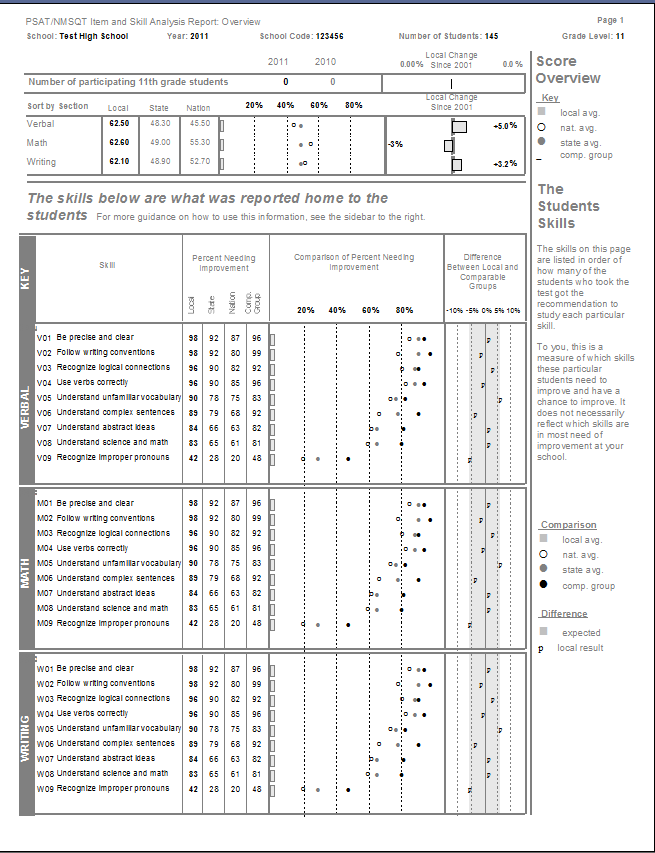 PSAT/NMSQT Item and Skill Analysis Report: Overview
Page 1
School: Test High School Year: 2011 School Code: 123456 Number of Students: 145 Grade Level: 11
2011 2010 0.00% Local Change Since 2001 0.0 %
Number of participating 11th grade students 0 0
Sort by Section Local State Nation 20% 40% 60% 80% Local Change Since 2001
Verbal 62.50 48.30 45.50 +5.0%
Math 62.60 49.00 55.30 -3%
Writing 62.10 48.90 52.70 +3.2%
The skills below are what was reported home to the
students For more guidance on how to use this information, see the sidebar to the right.
KEY
Skill
Percent Needing
Improvement
Comparison of Percent Needing
Improvement
Difference
Between Local and
Comparable
Groups
Local
State
Nation
Comp.
Group
20% 40% 60% 80%
-10% -5% 0% 5% 10%
VERBAL
V01 Be precise and clear 98 92 87 96
V02 Follow writing conventions 98 92 80 99
V03 Recognize logical connections 96 90 82 92
V04 Use verbs correctly 96 90 85 96
V05 Understand unfamiliar vocabulary 90 78 75 83
V06 Understand complex sentences 89 79 68 92
V07 Understand abstract ideas 84 66 63 82
V08 Understand science and math 83 65 61 81
V09 Recognize improper pronouns 42 28 20 48
MATH
M01 Be precise and clear 98 92 87 96
M02 Follow writing conventions 98 92 80 99
M03 Recognize logical connections 96 90 82 92
M04 Use verbs correctly 96 90 85 96
M05 Understand unfamiliar vocabulary 90 78 75 83
M06 Understand complex sentences 89 79 68 92
M07 Understand abstract ideas 84 66 63 82
M08 Understand science and math 83 65 61 81
M09 Recognize improper pronouns 42 28 20 48
WRITING
W01 Be precise and clear 98 92 87 96
W02 Follow writing conventions 98 92 80 99
W03 Recognize logical connections 96 90 82 92
W04 Use verbs correctly 96 90 85 96
W05 Understand unfamiliar vocabulary 90 78 75 83
W06 Understand complex sentences 89 79 68 92
W07 Understand abstract ideas 84 66 63 82
W08 Understand science and math 83 65 61 81
W09 Recognize improper pronouns 42 28 20 48
Score
Overview
Key
local avg.
nat. avg.
state avg.
comp. group
The
Students
Skills
The skills on this page
are listed in order of
how many of the
students who took the
test got the
recommendation to
study each particular
skill.
To you, this is a
measure of which skills
these particular
students need to
improve and have a
chance to improve. It
does not necessarily
reflect which skills are
in most need of
improvement at your
school.
Comparison
local avg.
nat. avg.
state avg.
comp. group
Difference
expected
p local result